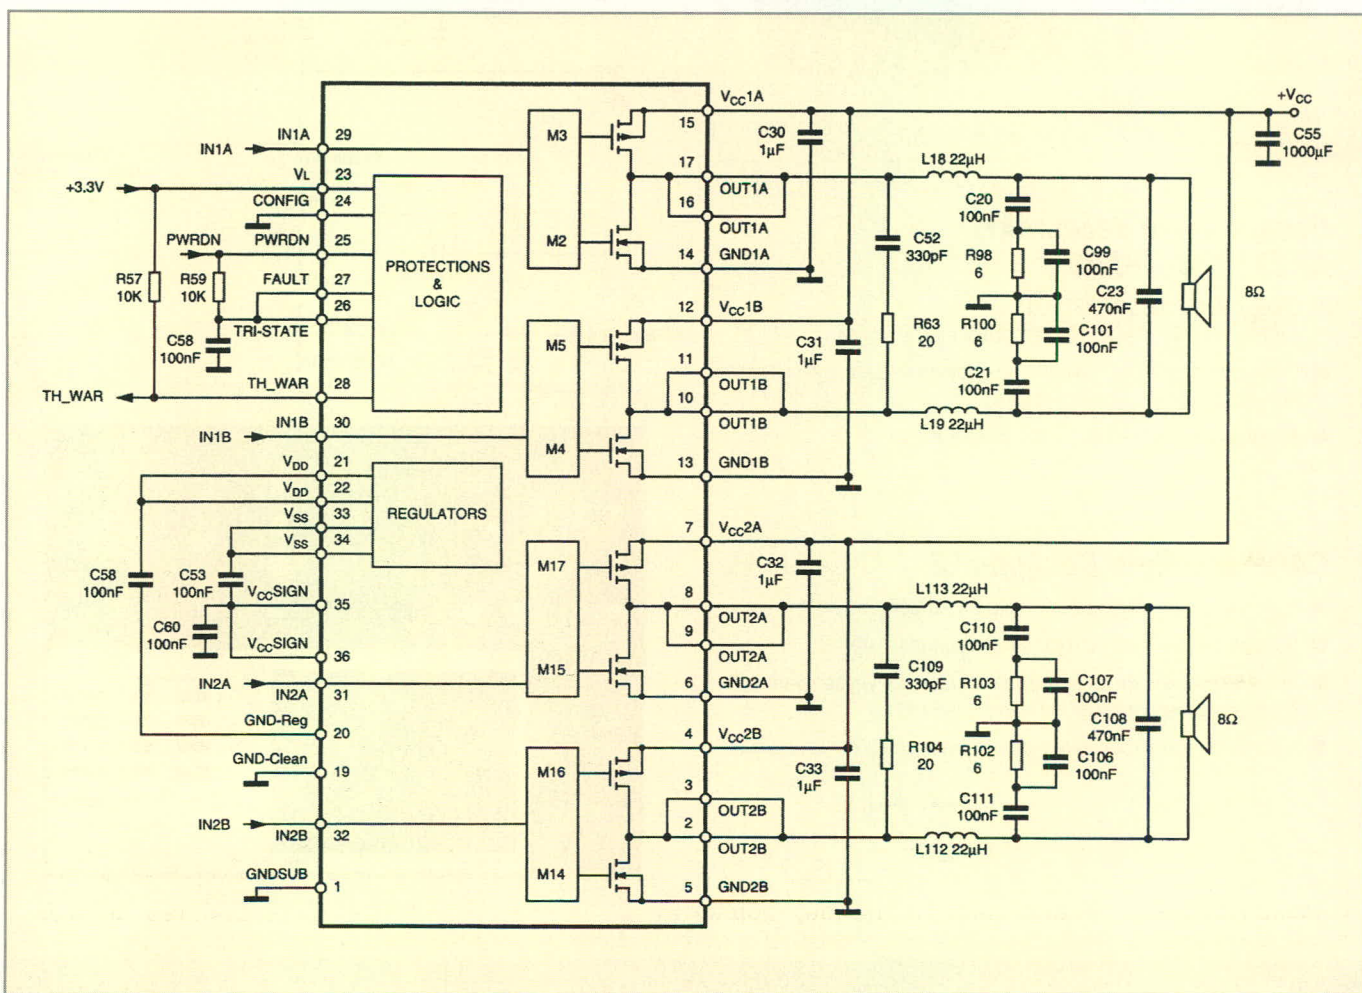 IN1A
IN1A
29
+3.3V
VL
23
CONFIG
24
PWRDN
PWRDN
25
FAULT
27
R57
10K
R59
10K
26
TRI-STATE
C58
100nF
TH_WAR
TH_WAR
28
IN1B
IN1B
30
PROTECTIONS
&
LOGIC
VDD
21
VDD
22
VSS
33
VSS
34
REGULATORS
C58
100nF
C53
100nF
VCCSIGN
35
C60
100nF
VCCSIGN
36
IN2A
IN2A
31
GND-Reg
20
GND-Clean
19
IN2B
IN2B
32
GNDSUB
1
M3
M2
M5
M4
M17
M15
M16
M14
VCC1A
15
17
OUT1A
16
OUT1A
14
GND1A
12
VCC1B
11
OUT1B
10
OUT1B
13
GND1B
7
VCC2A
8
OUT2A
9
OUT2A
6
GND2A
4
VCC2B
3
OUT2B
2
OUT2B
5
GND2B
C30
1µF
C31
1µF
C32
1µF
C33
1µF
+VCC
C55
1000µF
L18 22µH
C20
100nF
C52
330pF
R98
6
C99
100nF
C23
470nF
8Ω
R63
20
R100
6
C101
100nF
C21
100nF
L19 22µH
L113 22µH
C110
100nF
C109
330pF
R103
6
C107
100nF
C108
470nF
8Ω
R104
20
R102
6
C106
100nF
C111
100nF
L112 22µH